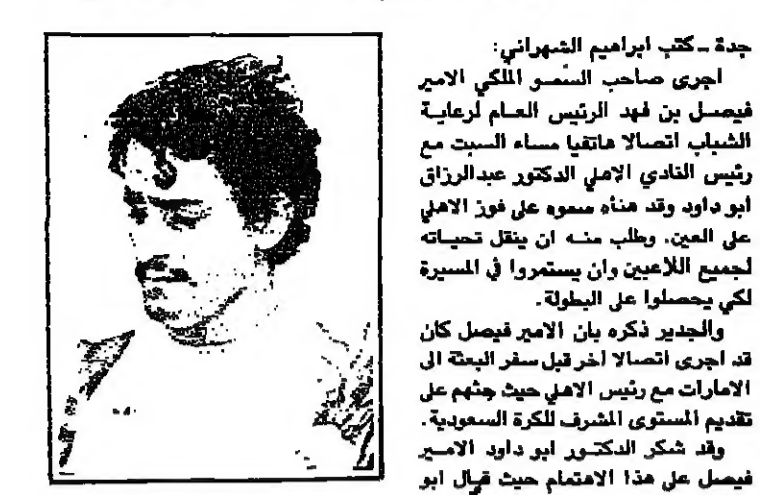 جدة - كتب ابراهيم الشهراني:
اجرى صاحب السمو الملكي الامير
فيصل بن فهد الرئيس العام لرعاية
الشباب اتصالا هاتفيا مساء السبت مع
رئيس النادي الاهلي الدكتور عبدالرزاق
ابو داود وقد هنأه سموه على فوز الاهلي
على العين. وطلب منه ان ينقل تحياته
لجميع اللاعبين وان يستمروا في المسيرة
لكي يحصلوا على البطولة.
والجدير ذكره بان الامير فيصل كان
قد اجرى اتصالا آخر قبل سفر البعثة الى
الامارات مع رئيس الاهلي حيث حثهم على
تقديم المستوى المشرف للكرة السعودية.
وقد شكر الدكتور ابو داود الامير
فيصل على هذا الاهتمام حيث قال ابو